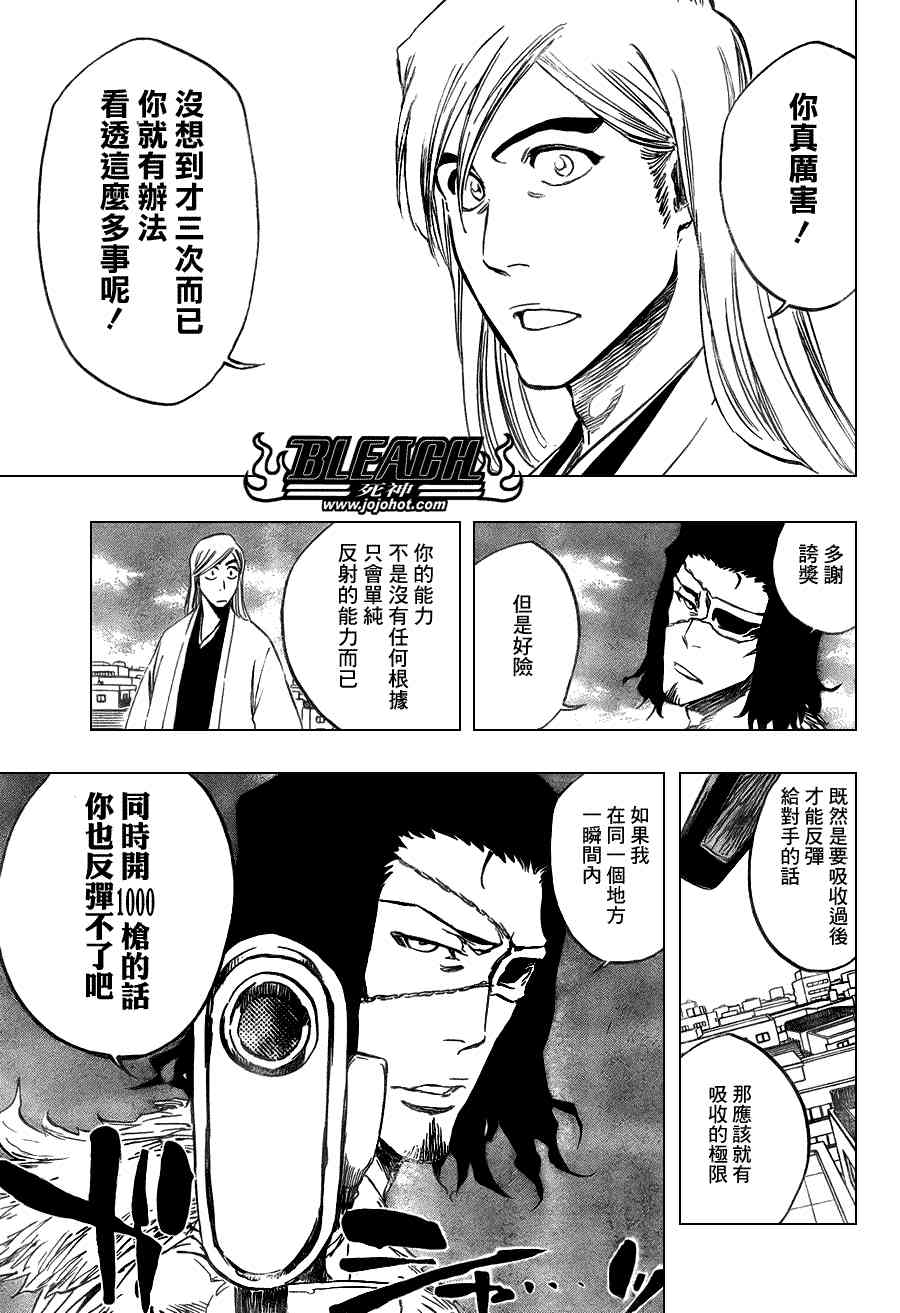 你真厲害！
沒想到才三次而已
你就有辦法
看透這麼多事呢！
BLEACH
死神
www.jojohot.com
多謝
誇獎
但是好險
你的能力
不是沒有任何根據
只會單純
反射的能力而已
既然是要吸收過後
才能反彈
給對手的話
那應該就有
吸收的極限
如果我
在同一個地方
一瞬間內
同時開1000槍的話
你也反彈不了吧